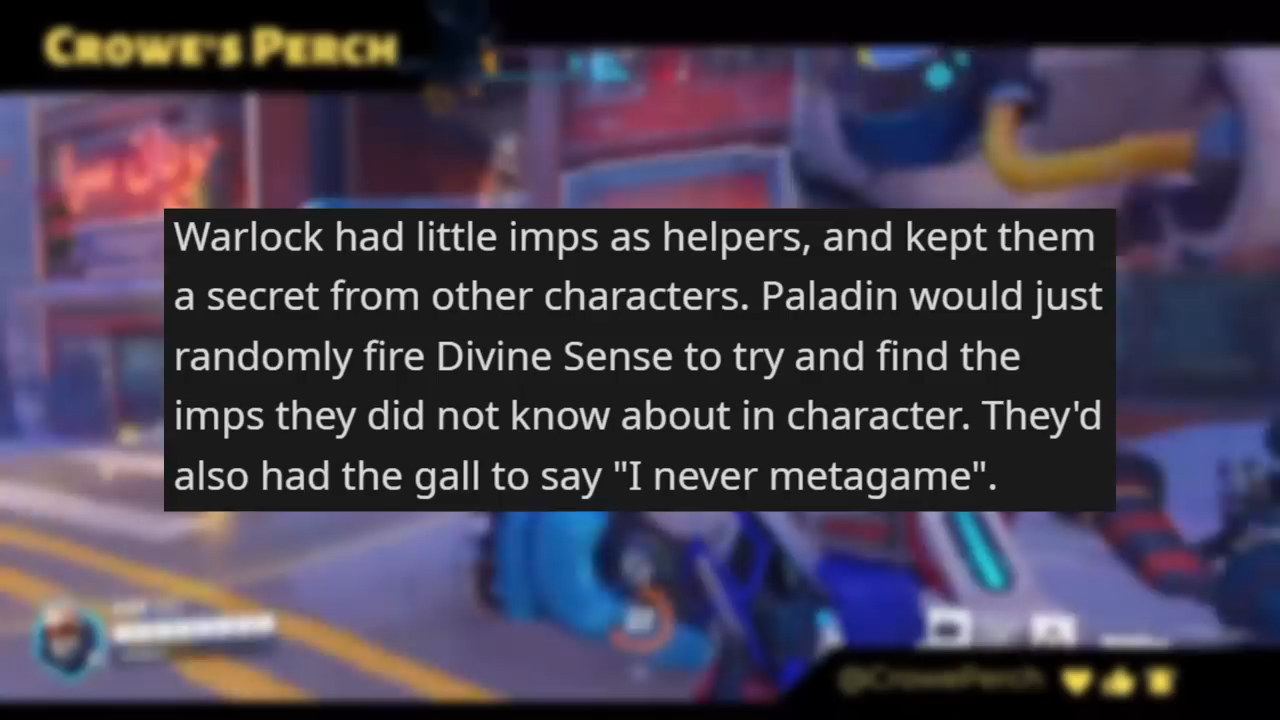 CROWE'S PERCH
Warlock had little imps as helpers, and kept them
a secret from other characters. Paladin would just
randomly fire Divine Sense to try and find the
imps they did not know about in character. They'd
also had the gall to say "I never metagame".
@CrowePerch